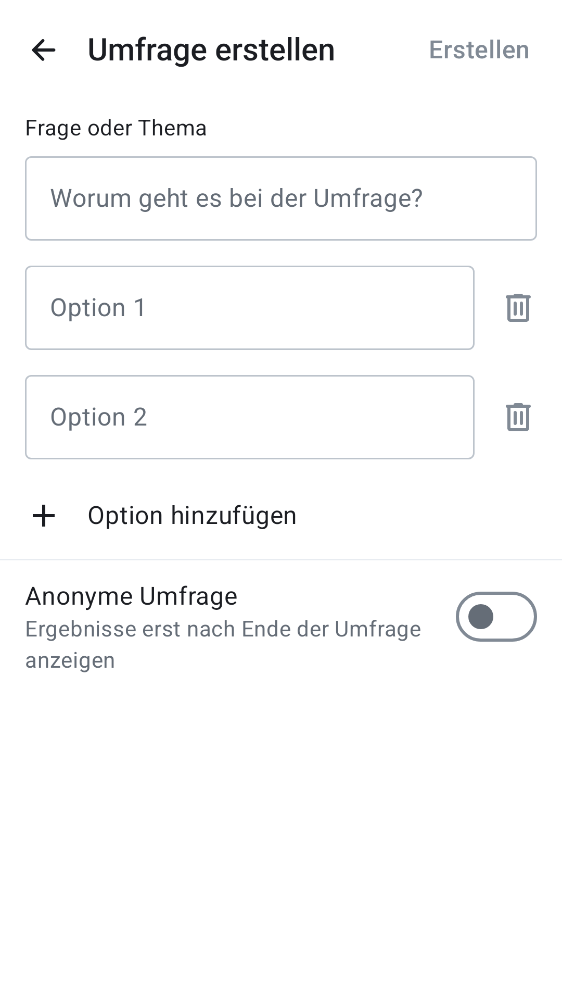 Umfrage erstellen
Erstellen
Frage oder Thema
Worum geht es bei der Umfrage?
Option 1
Option 2
Option hinzufügen
Anonyme Umfrage
Ergebnisse erst nach Ende der Umfrage
anzeigen